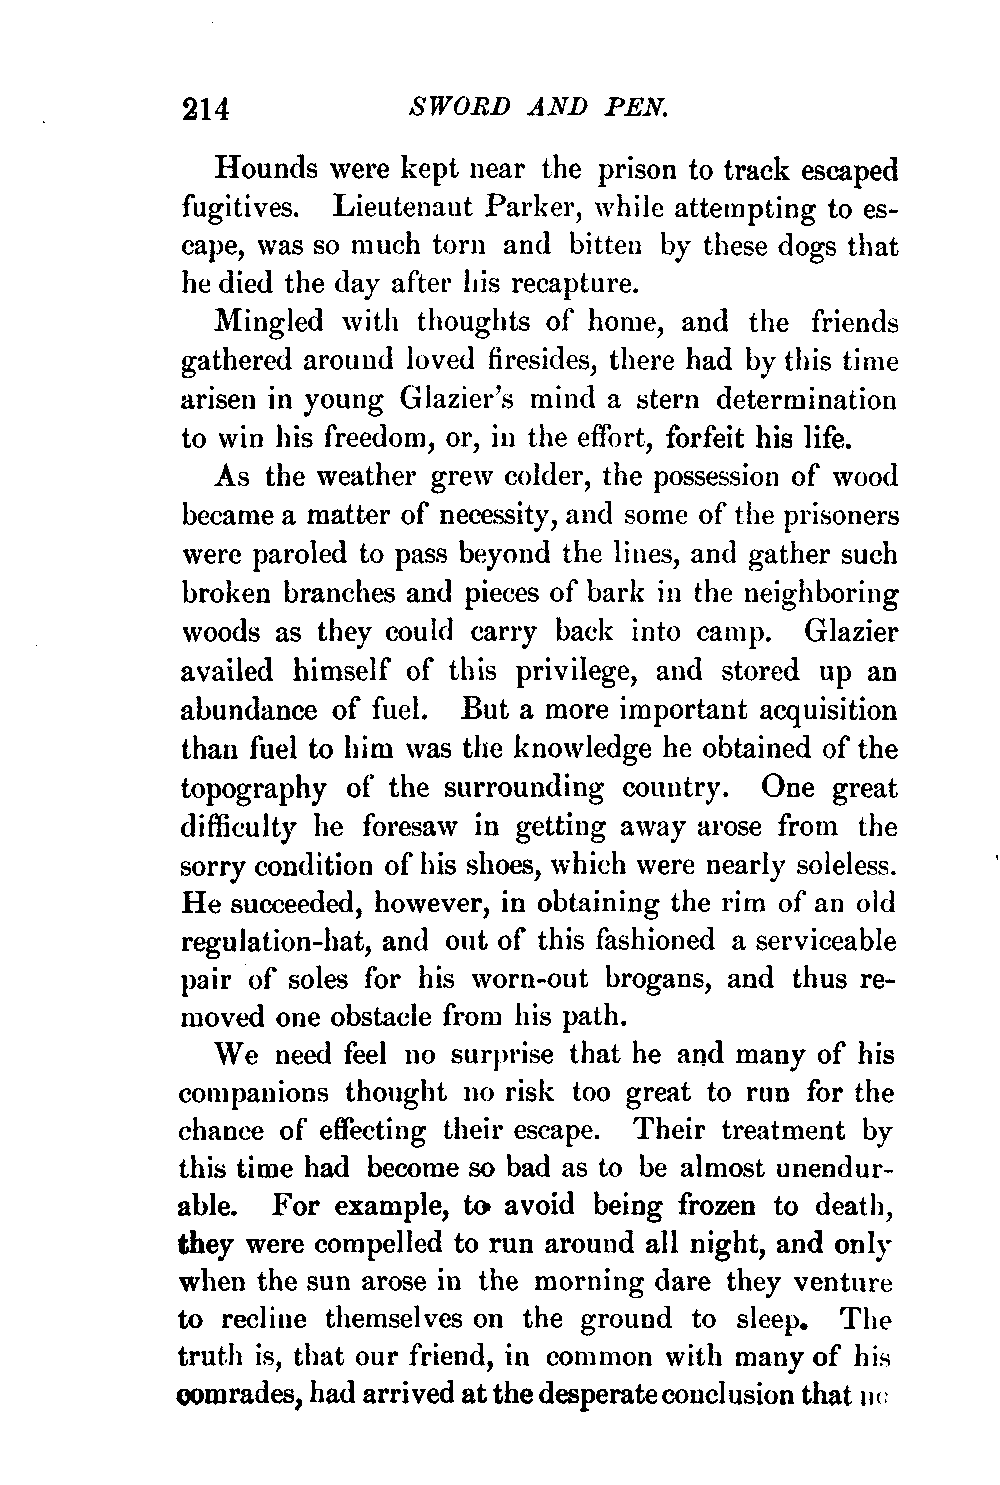 214 SWORD AND PEN.
Hounds were kept near the prison to track escaped
fugitives. Lieutenant Parker, while attempting to es-
cape, was so much torn and bitten by these dogs that
he died the day after his recapture.
Mingled with thoughts of home, and the friends
gathered around loved firesides, there had by this time
arisen in young Glazier's mind a stern determination
to win his freedom, or, in the effort, forfeit his life.
As the weather grew colder, the possession of wood
became a matter of necessity, and some of the prisoners
were paroled to pass beyond the lines, and gather such
broken branches and pieces of bark in the neighboring
woods as they could carry back into camp. Glazier
availed himself of this privilege, and stored up an
abundance of fuel. But a more important acquisition
than fuel to him was the knowledge he obtained of the
topography of the surrounding country. One great
difficulty he foresaw in getting away arose from the
sorry condition of his shoes, which were nearly soleless.
He succeeded, however, in obtaining the rim of an old
regulation-hat, and out of this fashioned a serviceable
pair of soles for his worn-out brogans, and thus re-
moved one obstacle from his path.
We need feel no surprise that he and many of his
companions thought no risk too great to run for the
chance of effecting their escape. Their treatment by
this time had become so bad as to be almost unendur-
able. For example, to avoid being frozen to death,
they were compelled to run around all night, and only
when the sun arose in the morning dare they venture
to recline themselves on the ground to sleep. The
truth is, that our friend, in common with many of his
comrades, had arrived at the desperate conclusion that no